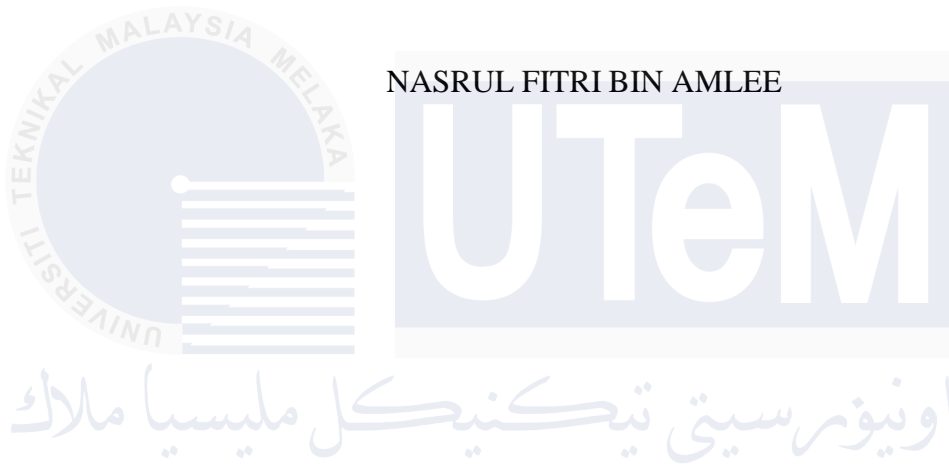 UNIVERSITI TEKNIKAL MALAYSIA MELAKA
NASRUL FITRI BIN AMLEE
UTeM
اونيۏرسيتي تيكنيكل مليسيا ملاك